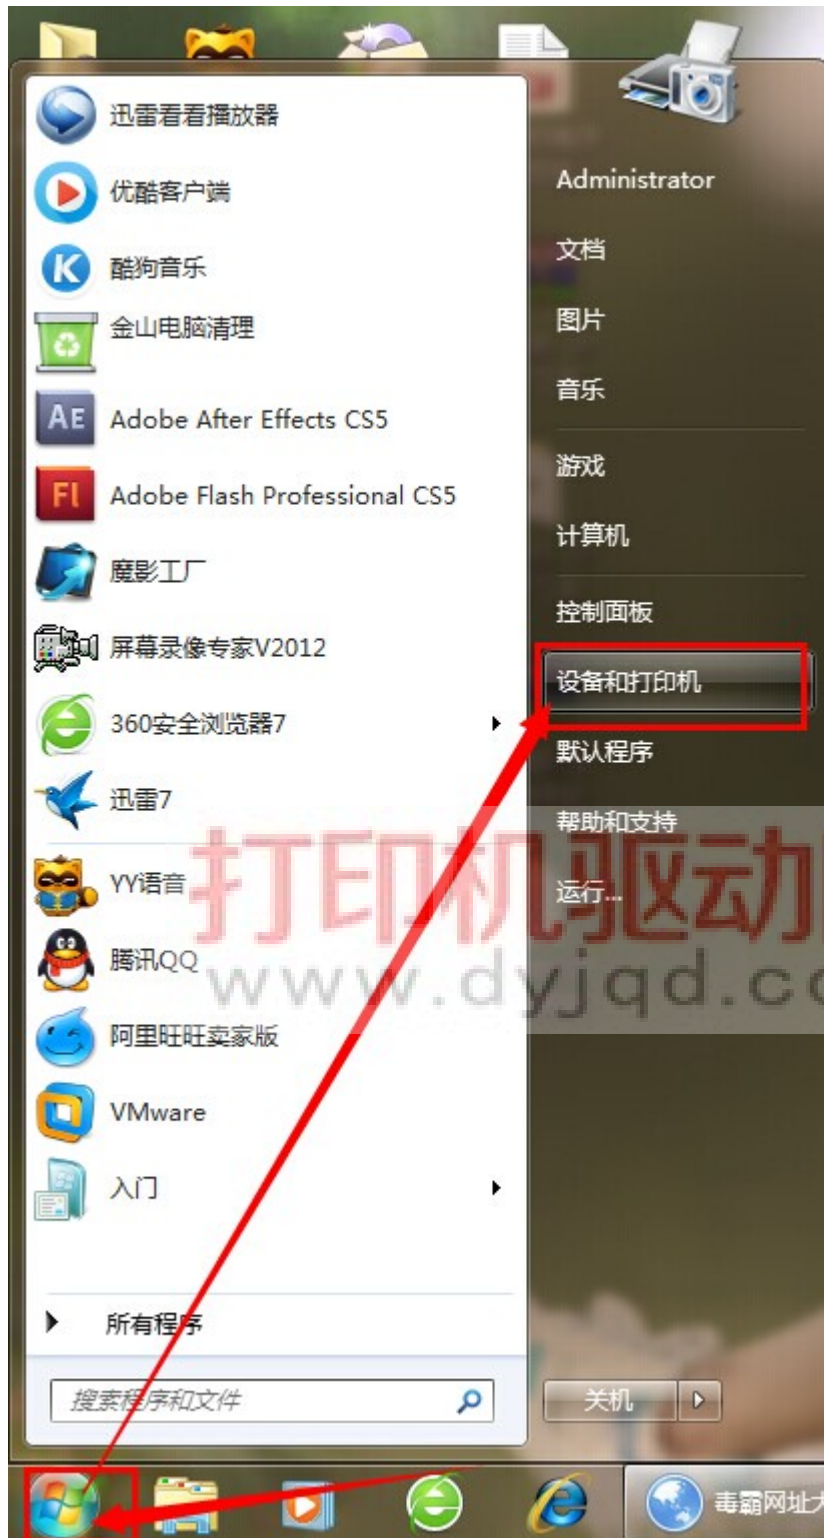 迅雷看看播放器
优酷客户端
酷狗音乐
金山电脑清理
AE
Adobe After Effects CS5
Fl
Adobe Flash Professional CS5
魔影工厂
屏幕录像专家V2012
360安全浏览器7
迅雷7
YY语音
腾讯QQ
阿里旺旺卖家版
VMware
入门
所有程序
搜索程序和文件
Administrator
文档
图片
音乐
游戏
计算机
控制面板
设备和打印机
默认程序
帮助和支持
运行...
关机
打印机驱动
www.dyjqd.co
毒霸网址大